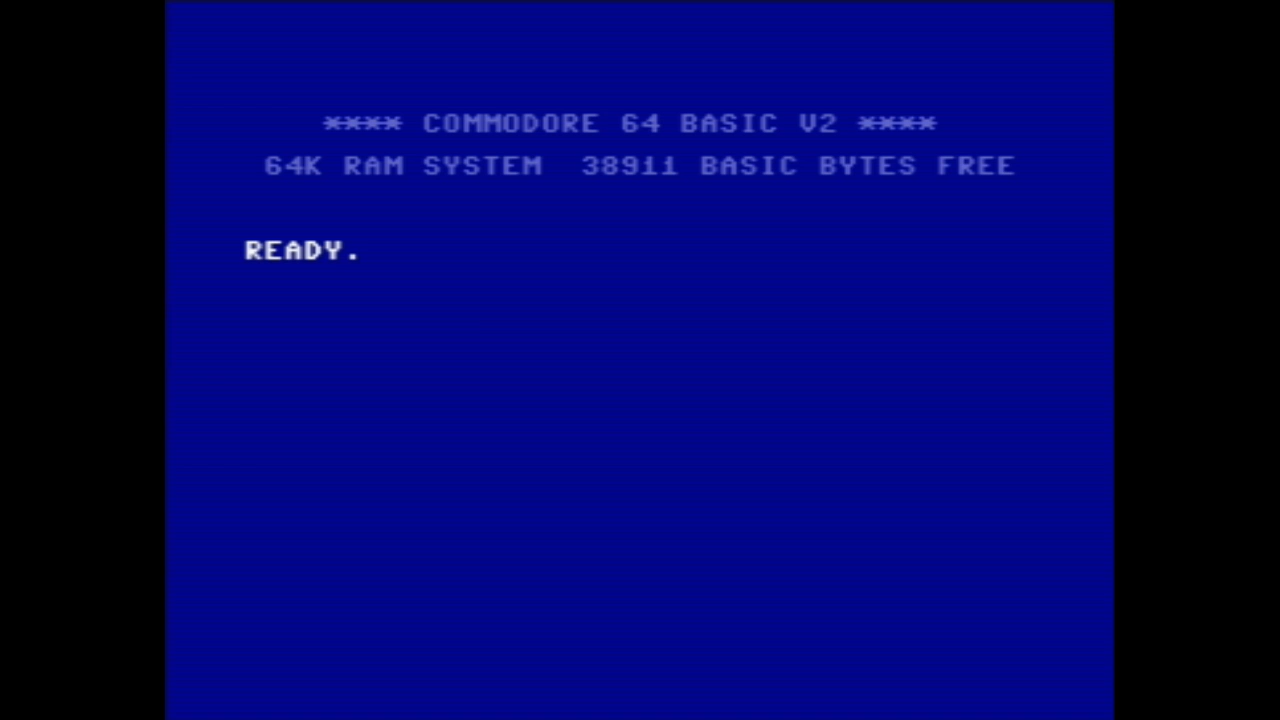 **** COMMODORE 64 BASIC V2 ****
64K RAM SYSTEM  38911 BASIC BYTES FREE
READY.